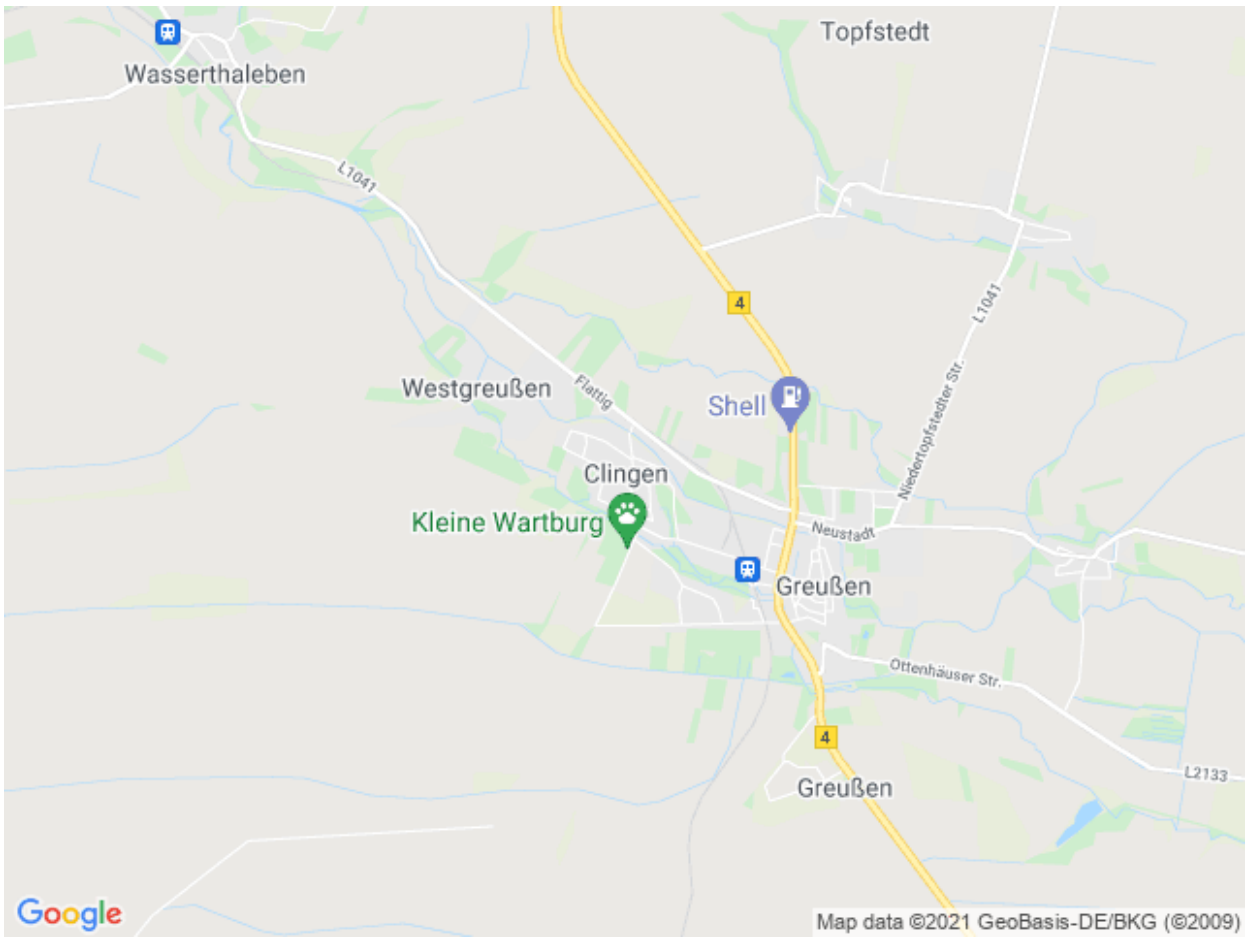 Topfstedt
Wasserthaleben
L1041
L1041
4
Westgreußen
Flattig
Shell
Niedertopfstedter Str.
Clingen
Kleine Wartburg
Neustadt
Greußen
Ottenhäuser Str.
4
L2133
Greußen
Google
Map data ©2021 GeoBasis-DE/BKG (©2009)